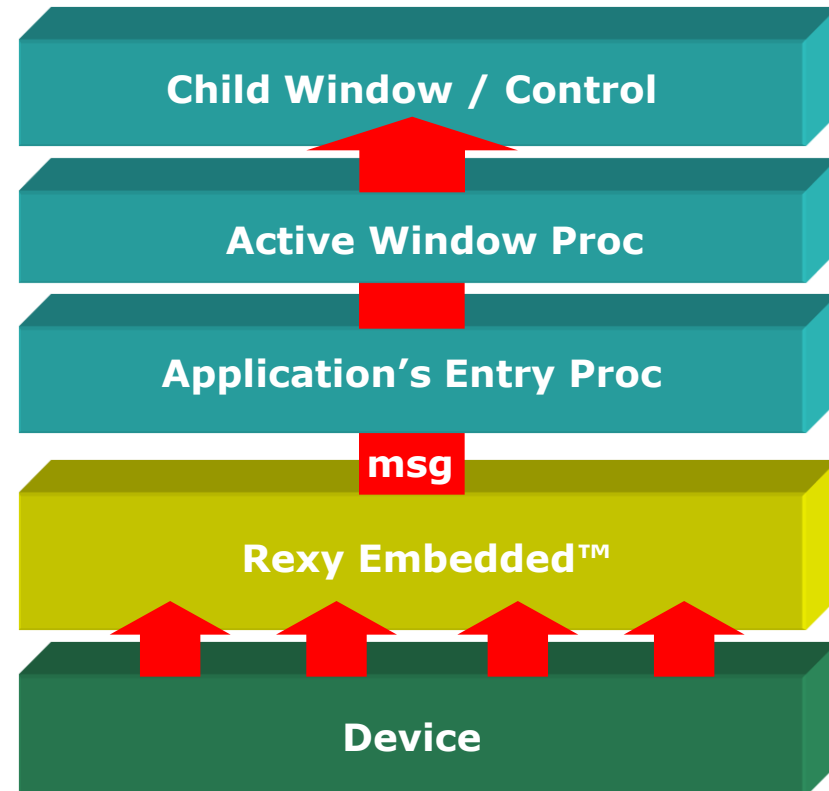 Child Window / Control
Active Window Proc
Application’s Entry Proc
msg
Rexy Embedded™
Device